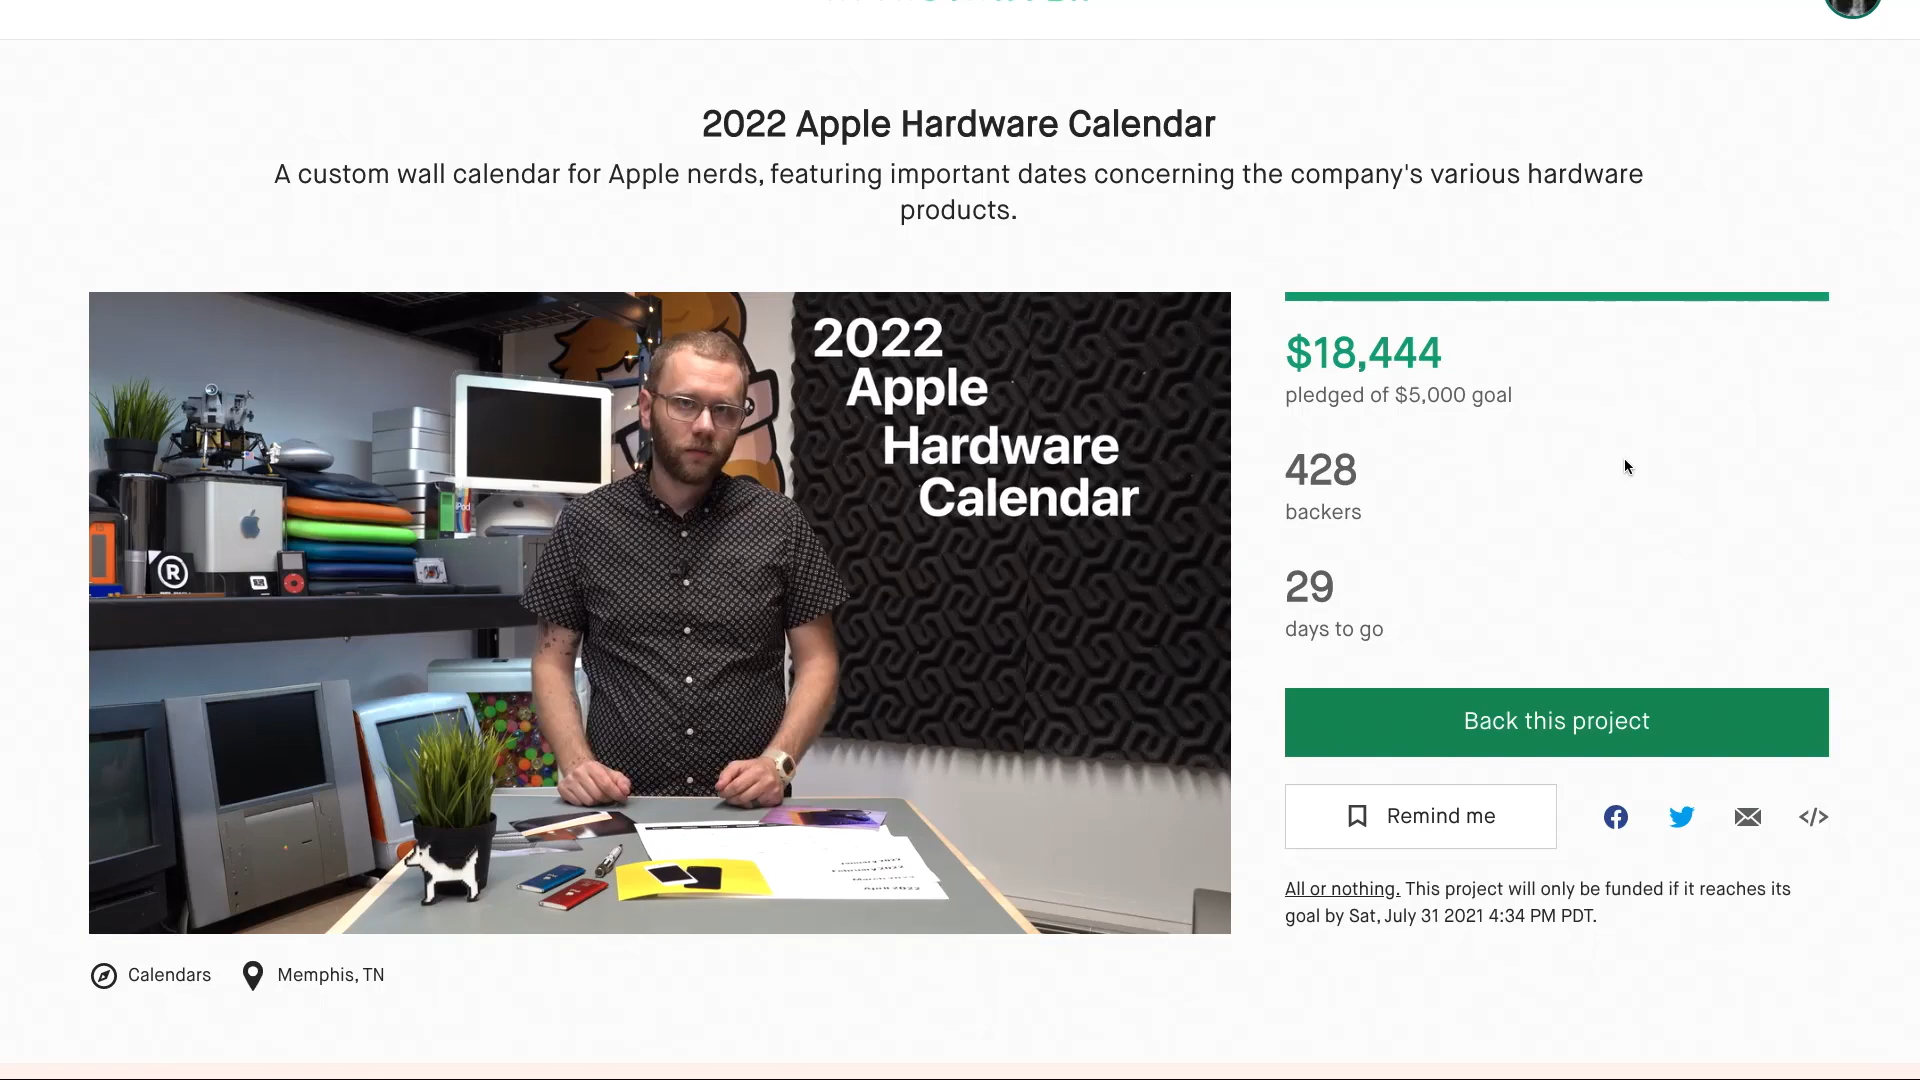 2022 Apple Hardware Calendar
A custom wall calendar for Apple nerds, featuring important dates concerning the company's various hardware
products.
2022
Apple
Hardware
Calendar
iPod
R
$18,444
pledged of $5,000 goal
428
backers
29
days to go
Back this project
Remind me
All or nothing. This project will only be funded if it reaches its
goal by Sat, July 31 2021 4:34 PM PDT.
Calendars
Memphis, TN